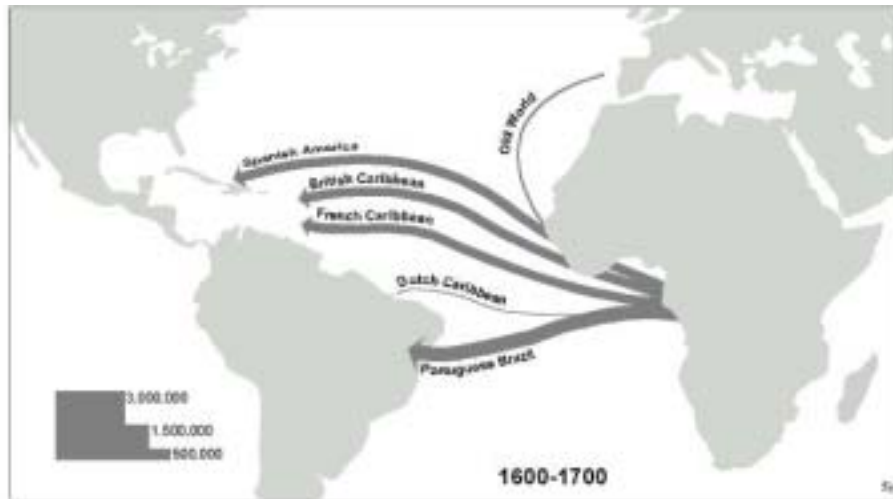 Old World
Spanish America
British Caribbean
French Caribbean
Dutch Caribbean
Portuguese Brazil
3.000.000
1.500.000
500.000
1600-1700